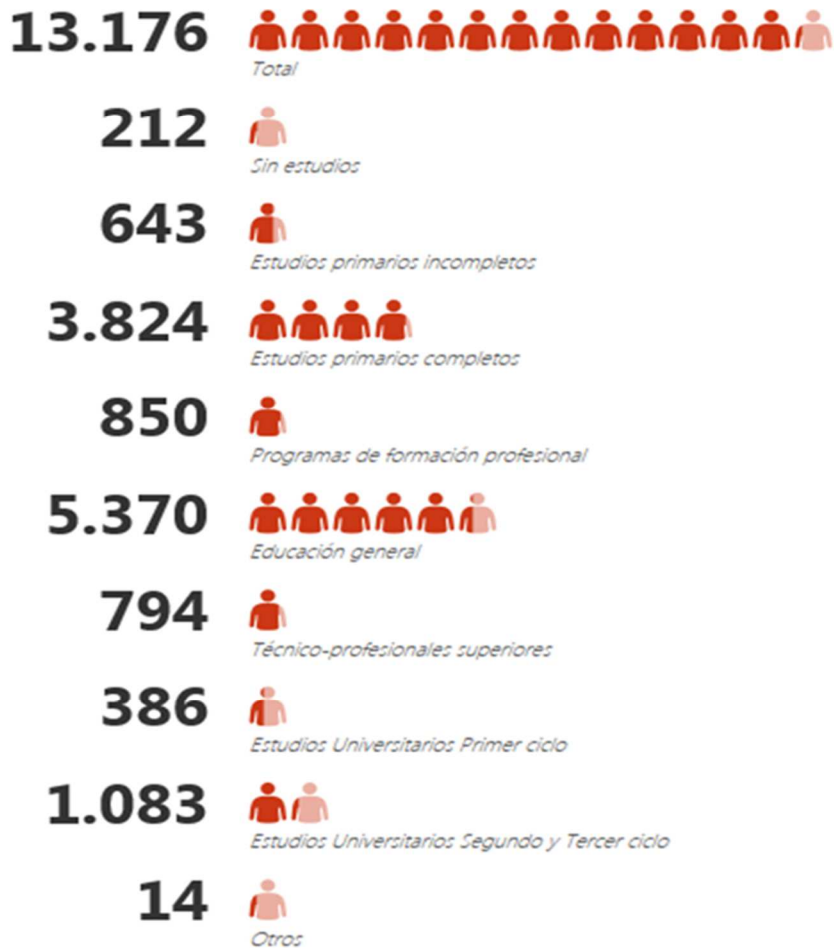 13.176
Total
212
Sin estudios
643
Estudios primarios incompletos
3.824
Estudios primarios completos
850
Programas de formación profesional
5.370
Educación general
794
Técnico-profesionales superiores
386
Estudios Universitarios Primer ciclo
1.083
Estudios Universitarios Segundo y Tercer ciclo
14
Otros